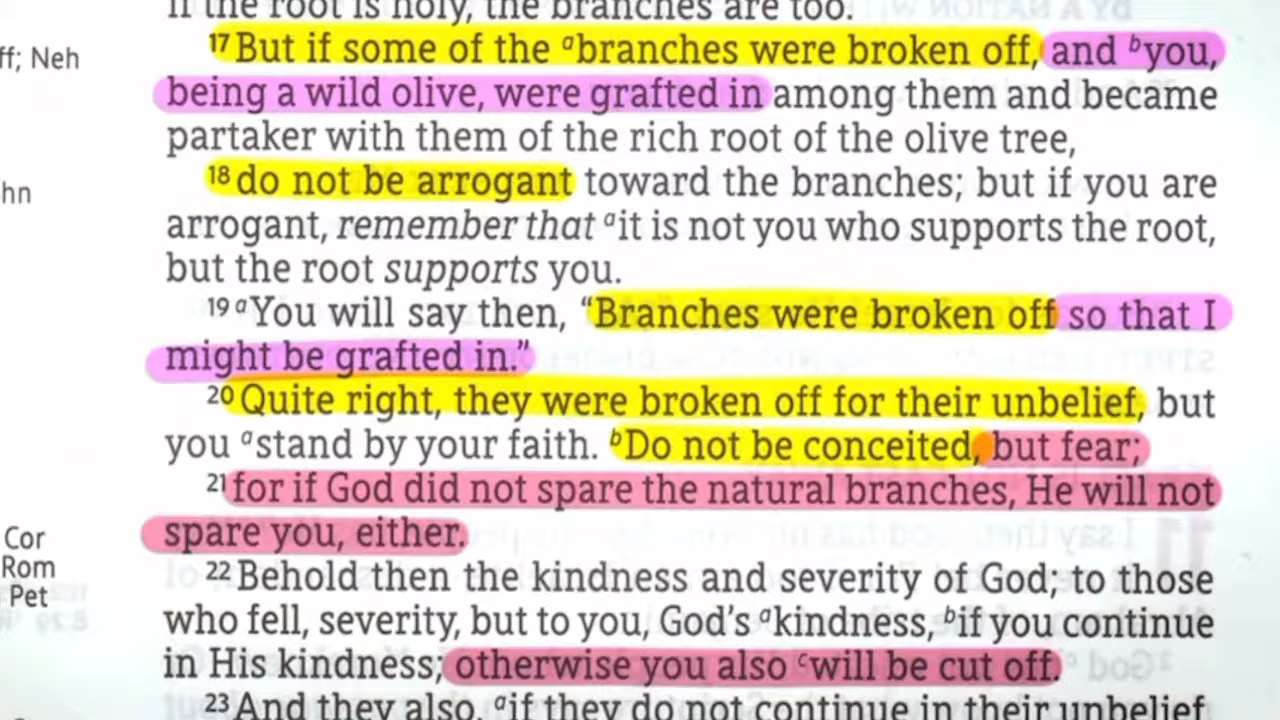 if the root is holy, the branches are too.
17 But if some of the a branches were broken off, and b you,
ff; Neh
being a wild olive, were grafted in among them and became
partaker with them of the rich root of the olive tree,
18 do not be arrogant toward the branches; but if you are
hn
arrogant, remember that a it is not you who supports the root,
but the root supports you.
19 a You will say then, “Branches were broken off so that I
might be grafted in.”
20 Quite right, they were broken off for their unbelief, but
you a stand by your faith. b Do not be conceited, but fear;
21 for if God did not spare the natural branches, He will not
spare you, either.
Cor
Rom
Pet
22 Behold then the kindness and severity of God; to those
who fell, severity, but to you, God’s a kindness, b if you continue
in His kindness; otherwise you also c will be cut off.
23 And they also, a if they do not continue in their unbelief,